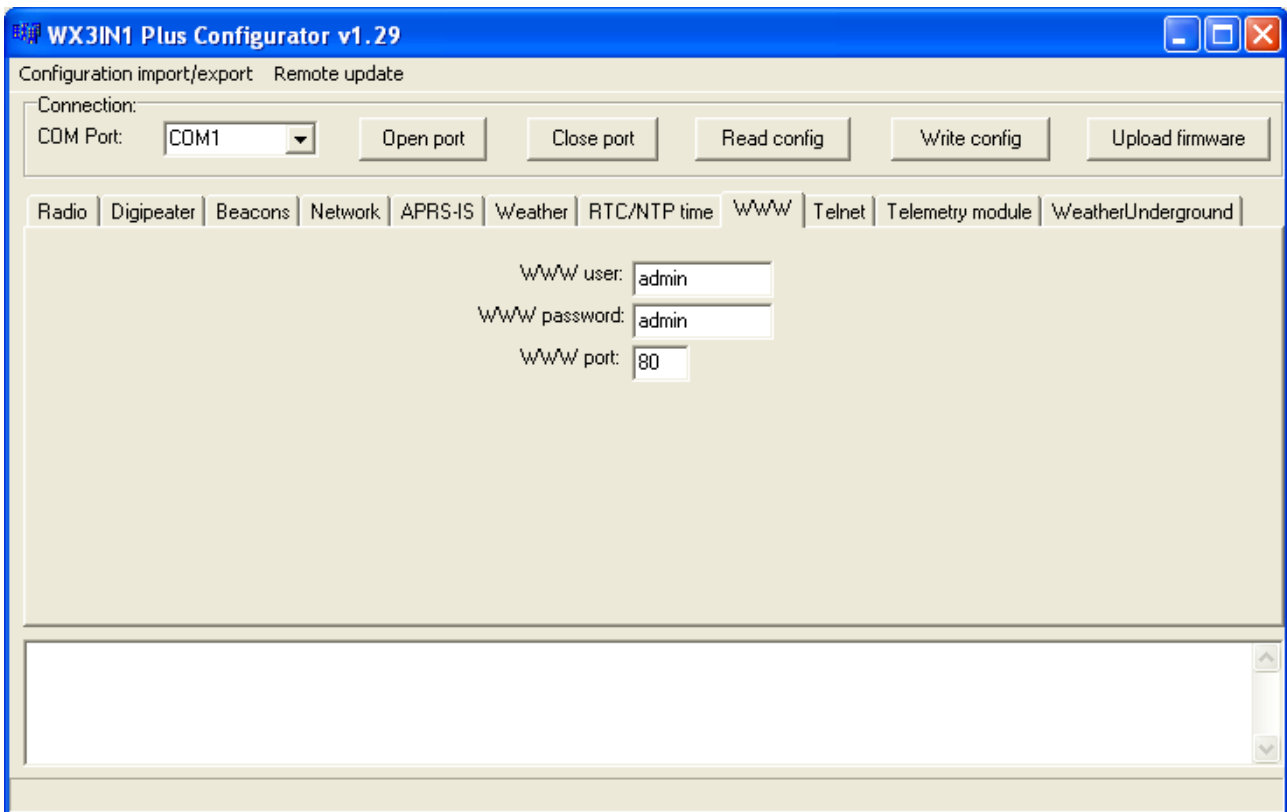 WX3IN1 Plus Configurator v1.29
Configuration import/export Remote update
Connection:
COM Port: COM1 Open port Close port Read config Write config Upload firmware
Radio Digipeater Beacons Network APRS-IS Weather RTC/NTP time WWW Telnet Telemetry module WeatherUnderground
WWW user: admin
WWW password: admin
WWW port: 80